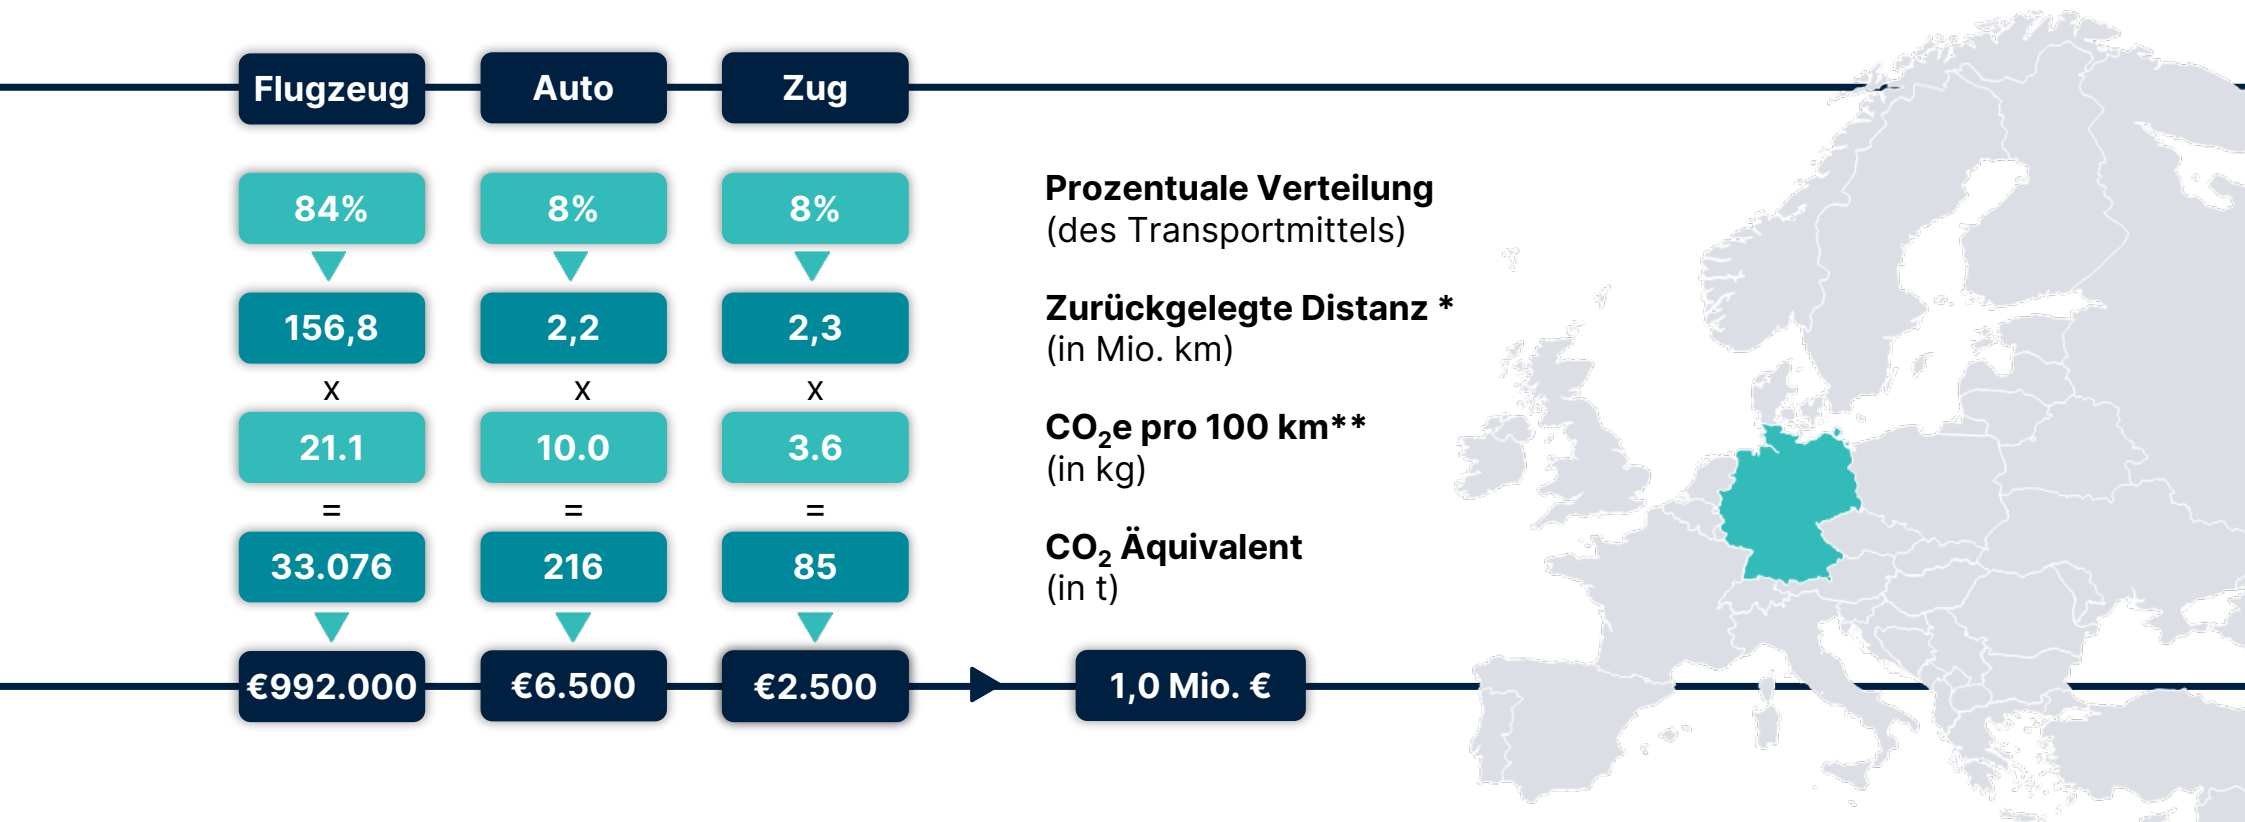 Flugzeug Auto Zug
84% 8% 8%
Prozentuale Verteilung
(des Transportmittels)
156,8 2,2 2,3
Zurückgelegte Distanz *
(in Mio. km)
x x x
21.1 10.0 3.6
CO₂e pro 100 km**
(in kg)
= = =
33.076 216 85
CO₂ Äquivalent
(in t)
€992.000 €6.500 €2.500 1,0 Mio. €